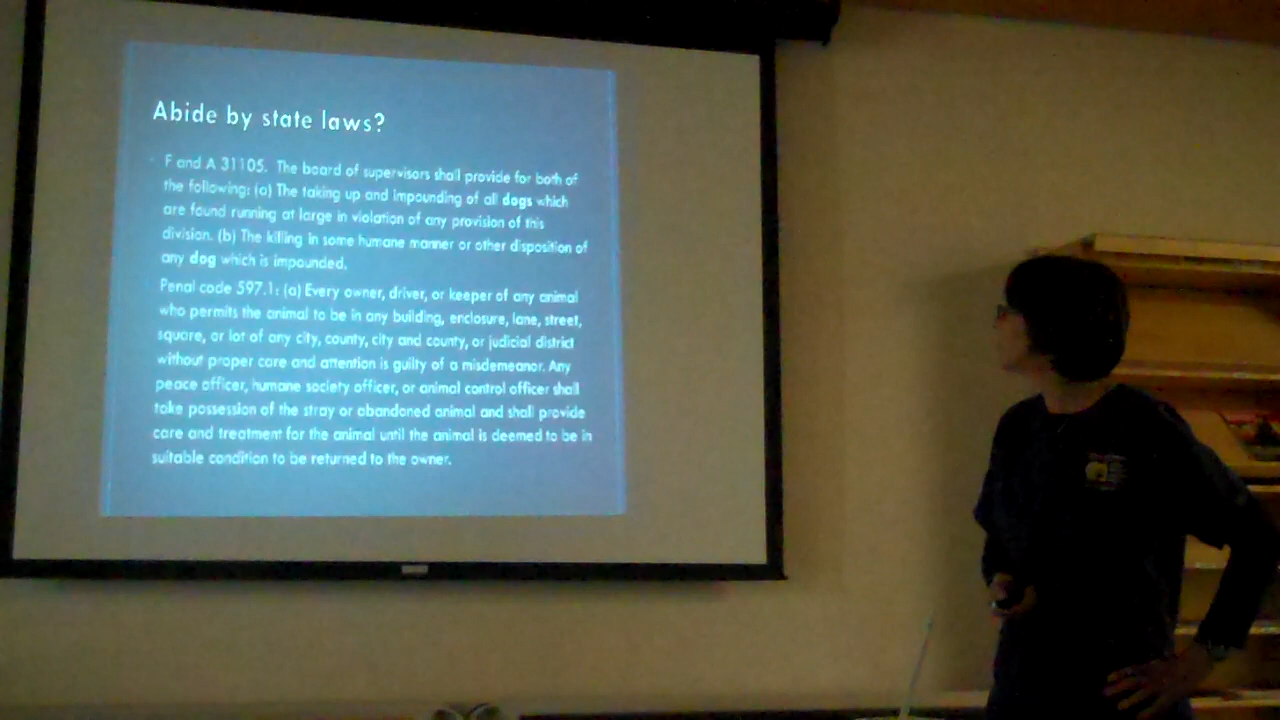 Abide by state laws?
F and A 31105. The board of supervisors shall provide for both of
the following: (a) The taking up and impounding of all dogs which
are found running at large in violation of any provision of this
division. (b) The killing in some humane manner or other disposition of
any dog which is impounded.
Penal code 597.1: (a) Every owner, driver, or keeper of any animal
who permits the animal to be in any building, enclosure, lane, street,
square, or lot of any city, county, city and county, or judicial district
without proper care and attention is guilty of a misdemeanor. Any
peace officer, humane society officer, or animal control officer shall
take possession of the stray or abandoned animal and shall provide
care and treatment for the animal until the animal is deemed to be in
suitable condition to be returned to the owner.